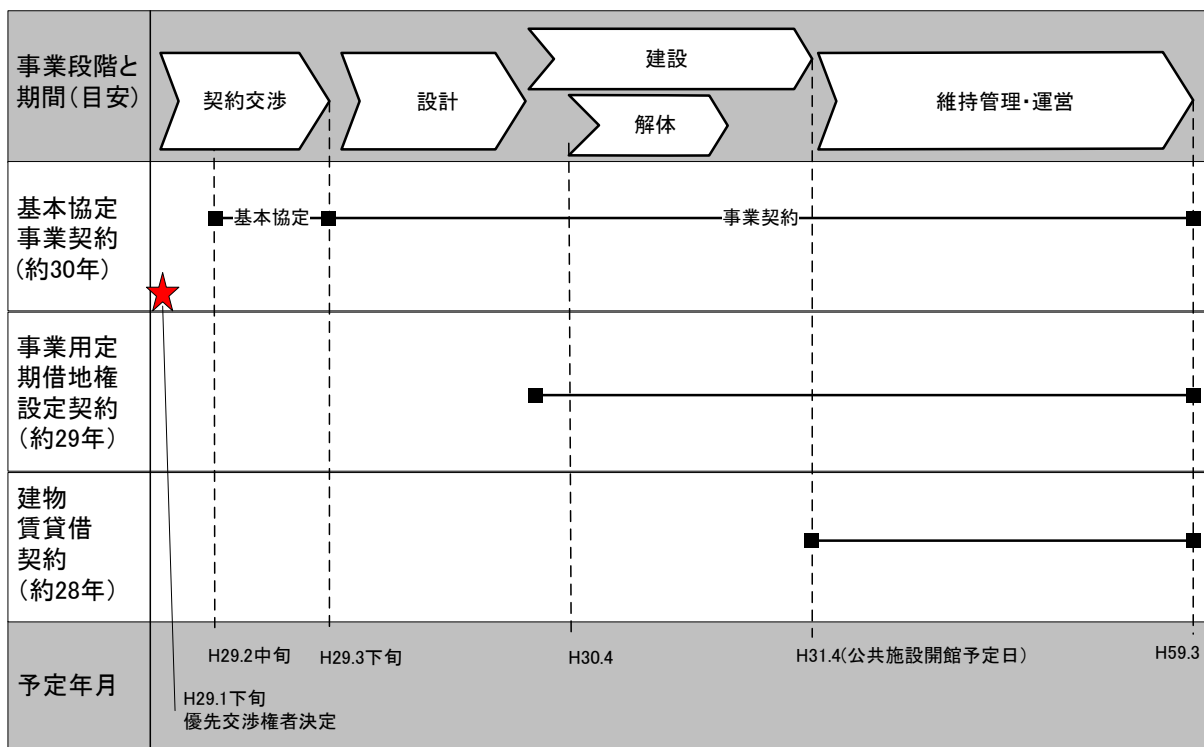 事業段階と
期間(目安)
契約交渉
設計
建設
解体
維持管理・運営
基本協定
事業契約
(約30年)
基本協定
事業契約
事業用定
期借地権
設定契約
(約29年)
建物
賃貸借
契約
(約28年)
予定年月
H29.2中旬
H29.3下旬
H30.4
H31.4(公共施設開館予定日)
H59.3
H29.1下旬
優先交渉権者決定